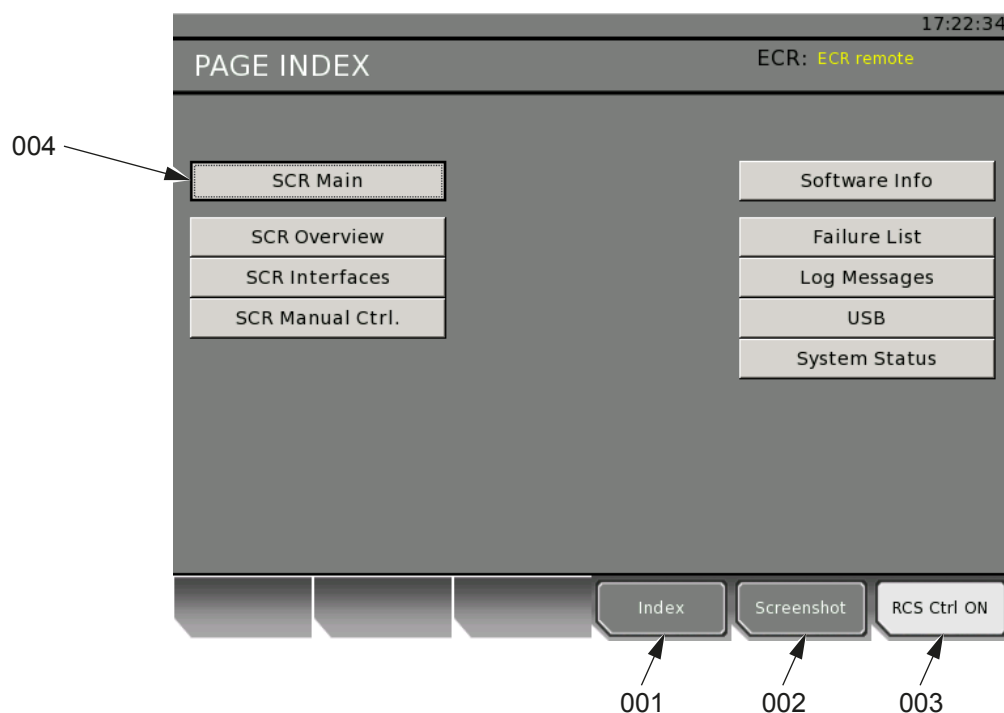 17:22:34
PAGE INDEX
ECR: ECR remote
004
SCR Main
Software Info
SCR Overview
Failure List
SCR Interfaces
Log Messages
SCR Manual Ctrl.
USB
System Status
Index
Screenshot
RCS Ctrl ON
001
002
003